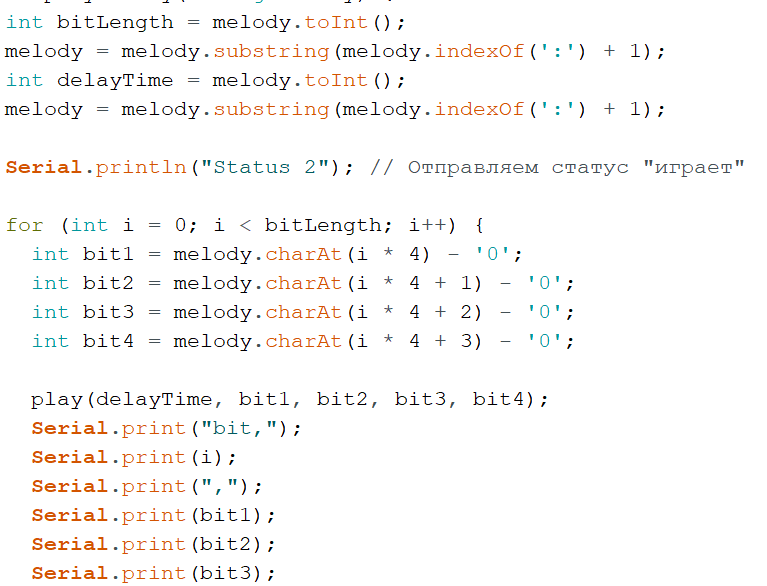 int bitLength = melody.toInt();
melody = melody.substring(melody.indexOf(':') + 1);
int delayTime = melody.toInt();
melody = melody.substring(melody.indexOf(':') + 1);
Serial.println("Status 2"); // Отправляем статус "играет"
for (int i = 0; i < bitLength; i++) {
int bit1 = melody.charAt(i * 4) - '0';
int bit2 = melody.charAt(i * 4 + 1) - '0';
int bit3 = melody.charAt(i * 4 + 2) - '0';
int bit4 = melody.charAt(i * 4 + 3) - '0';
play(delayTime, bit1, bit2, bit3, bit4);
Serial.print("bit,");
Serial.print(i);
Serial.print(",");
Serial.print(bit1);
Serial.print(bit2);
Serial.print(bit3);